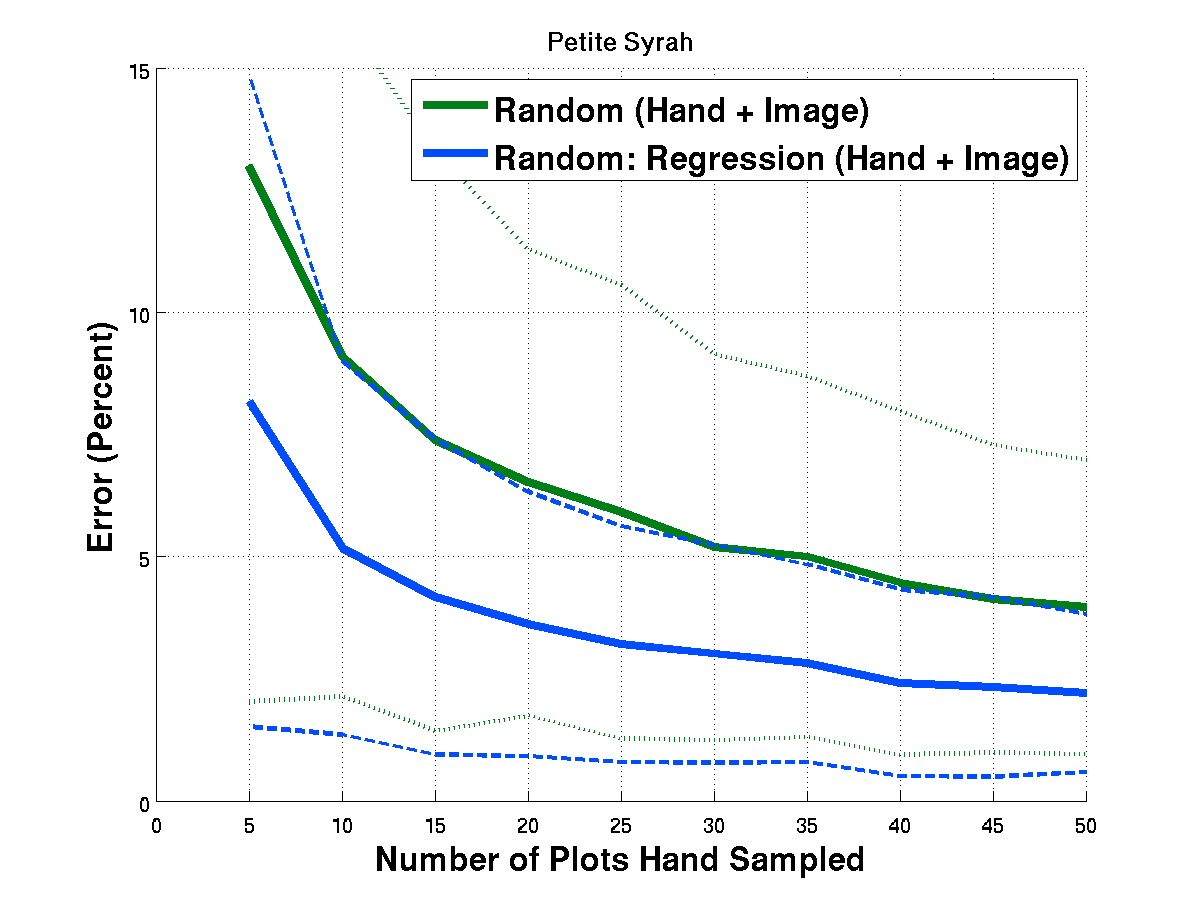 Petite Syrah
Random (Hand + Image)
Random: Regression (Hand + Image)
Error (Percent)
15
10
5
0
0 5 10 15 20 25 30 35 40 45 50
Number of Plots Hand Sampled